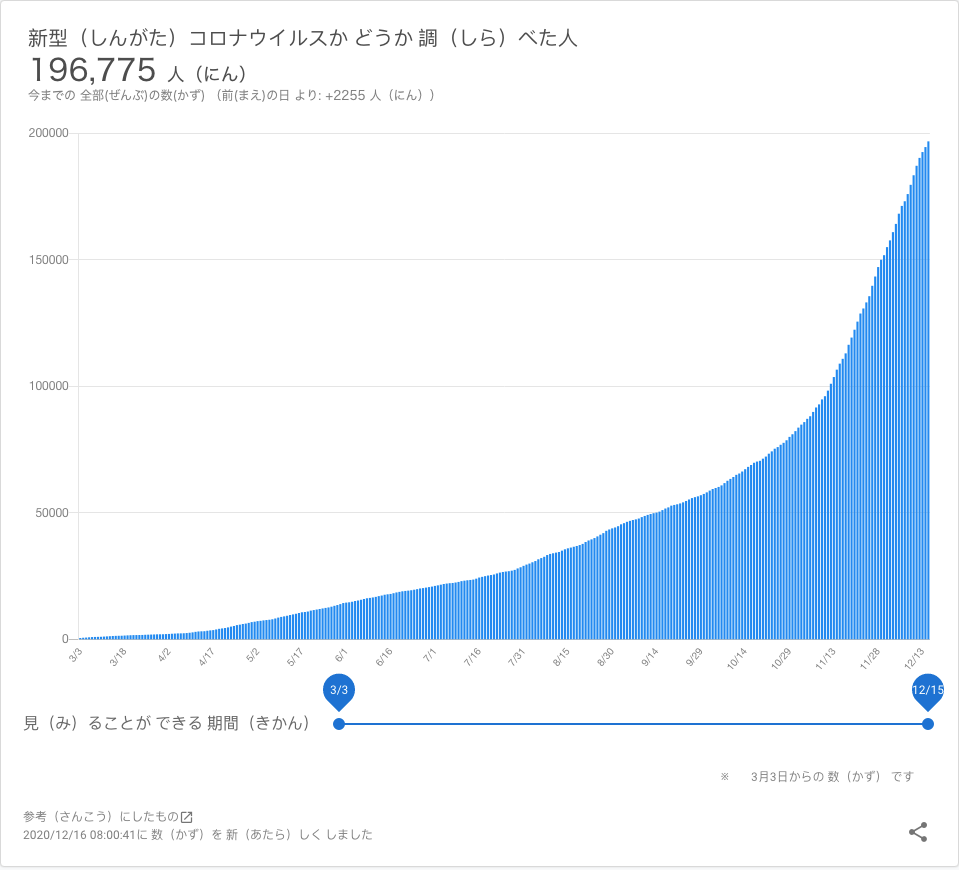 新型（しんがた）コロナウイルスか どうか 調（しら）べた人
196,775 人（にん）
今までの 全部(ぜんぶ)の数(かず) （前(まえ)の日 より: +2255 人（にん））
200000
150000
100000
50000
0
3/3 3/18 4/2 4/17 5/2 5/17 6/1 6/16 7/1 7/16 7/31 8/15 8/30 9/14 9/29 10/14 10/29 11/13 11/28 12/13
3/3 12/15
見（み）ることが できる 期間（きかん）
※ 3月3日からの 数（かず） です
参考（さんこう）にしたもの
2020/12/16 08:00:41に 数（かず）を 新（あたら）しく しました